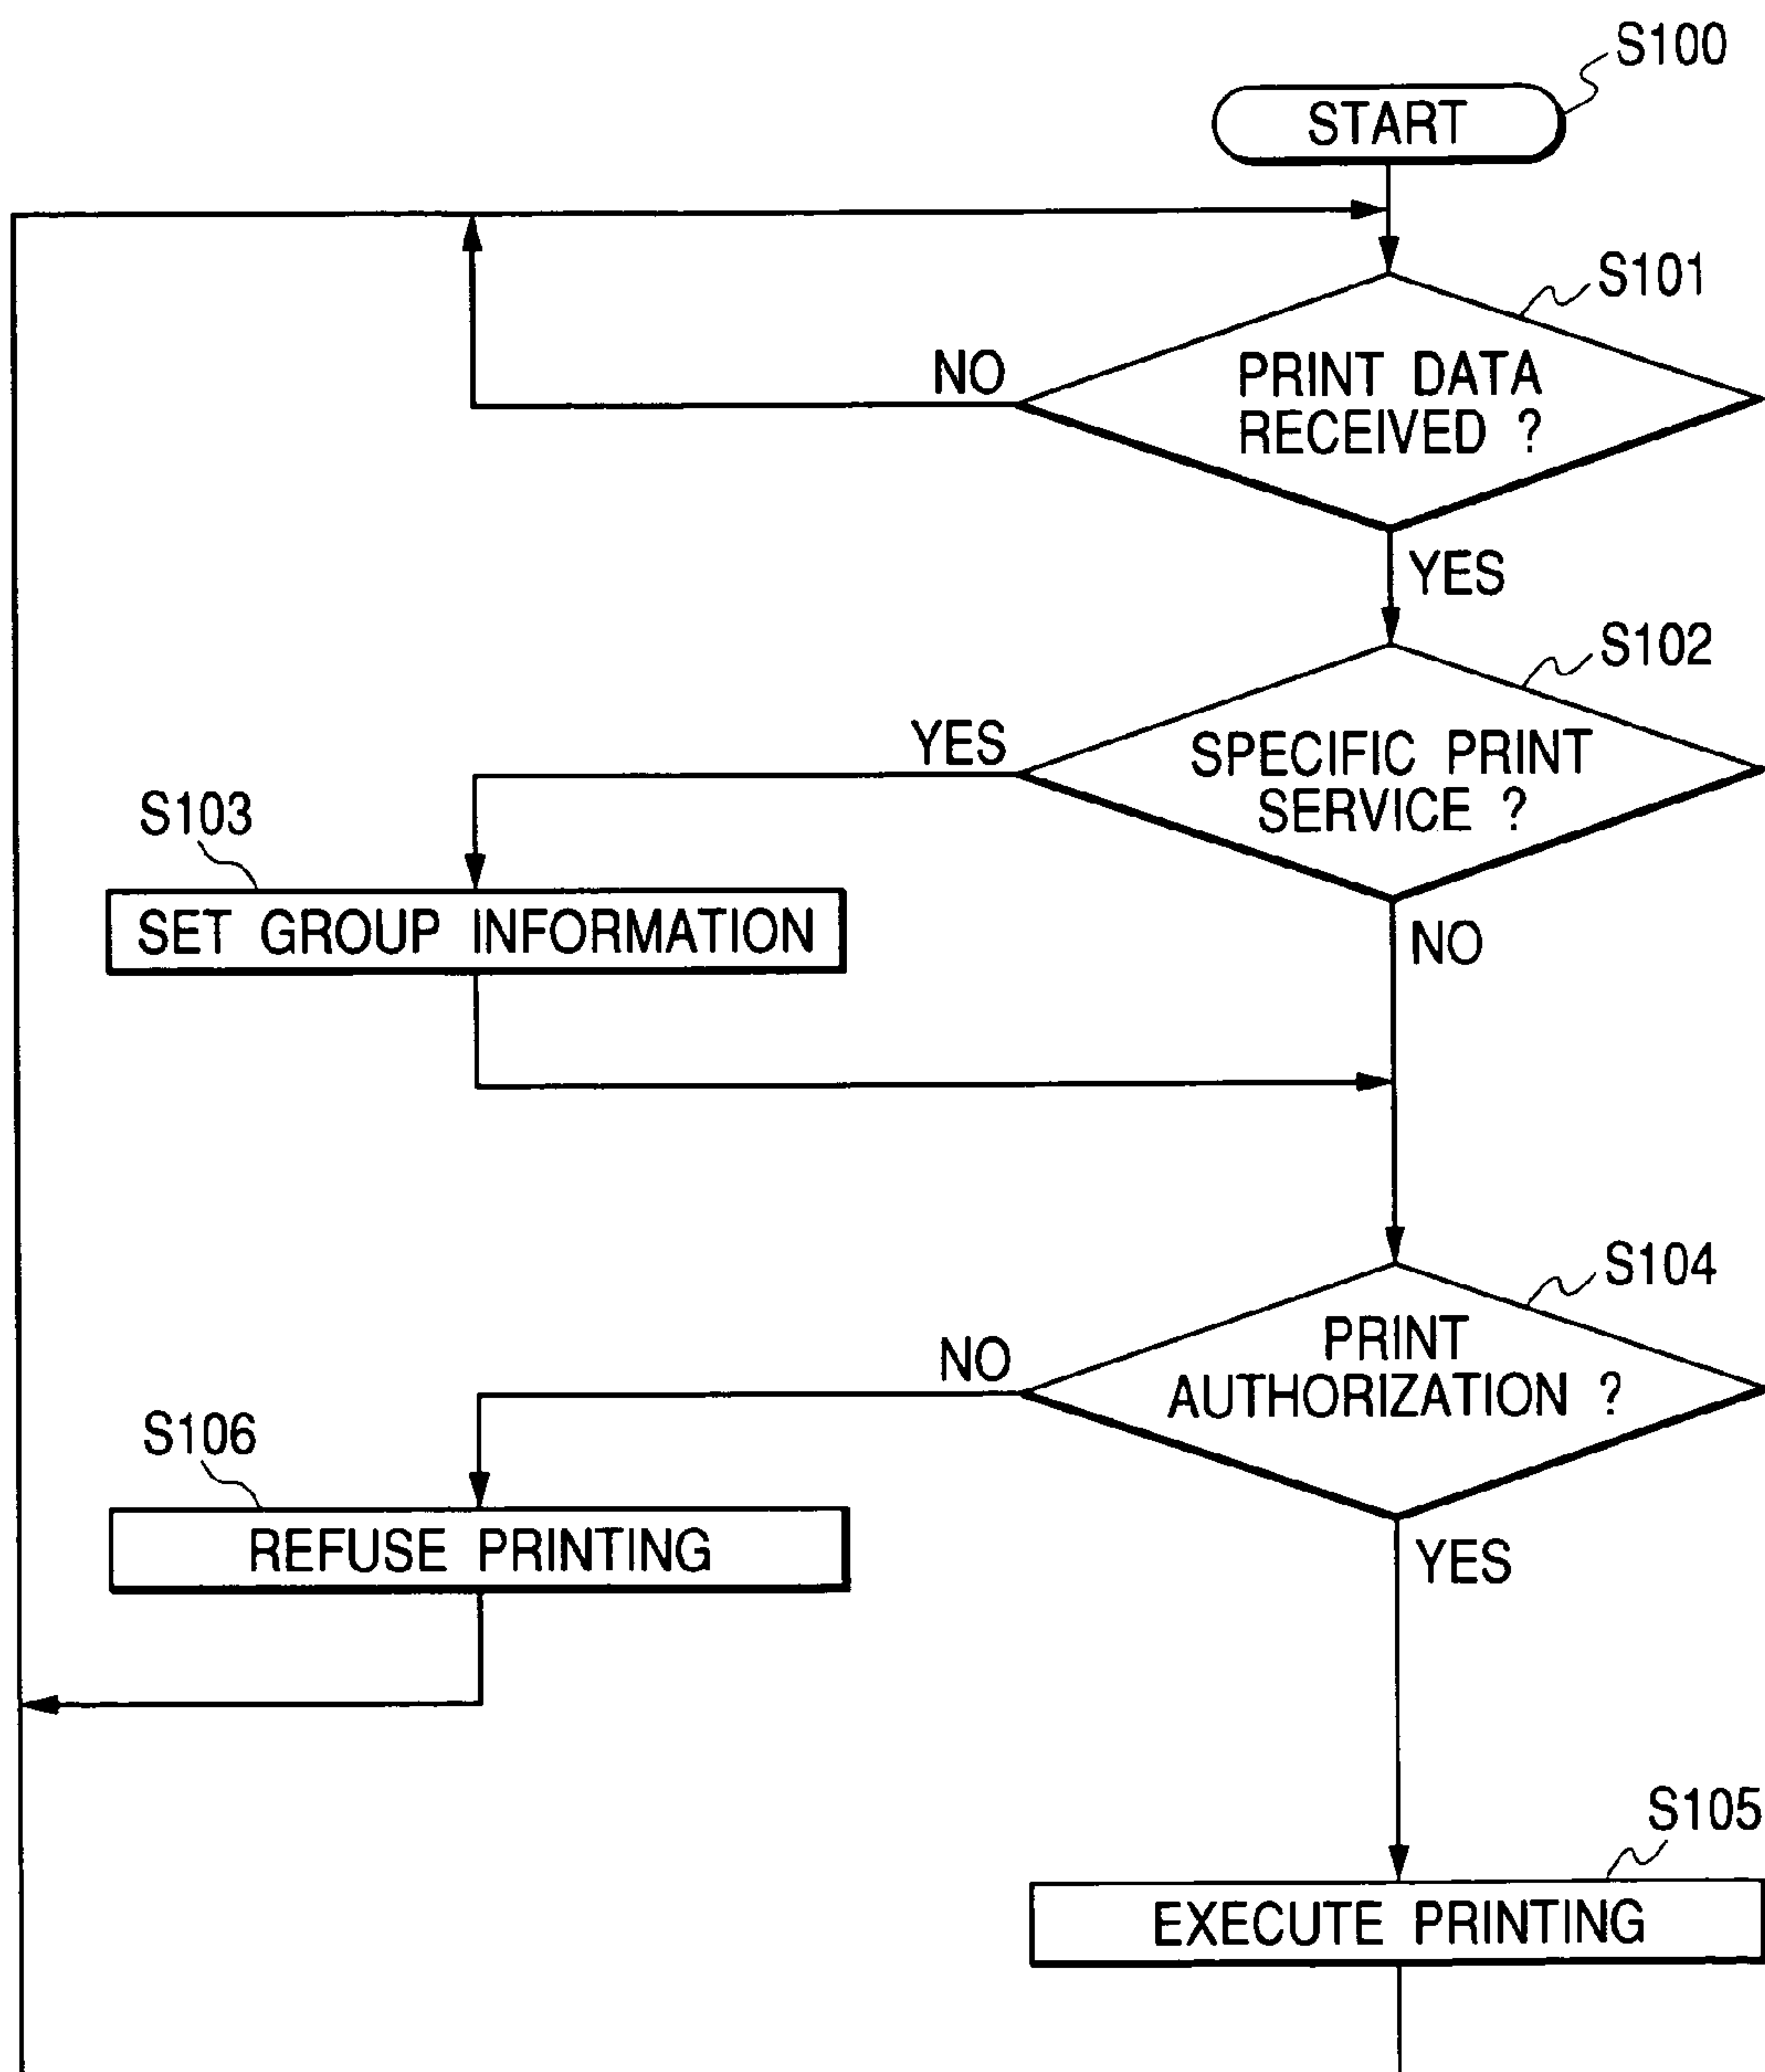 S100
START
S101
NO
PRINT DATA
RECEIVED ?
YES
S102
YES
SPECIFIC PRINT
SERVICE ?
S103
SET GROUP INFORMATION
NO
S104
NO
PRINT
AUTHORIZATION ?
S106
REFUSE PRINTING
YES
S105
EXECUTE PRINTING